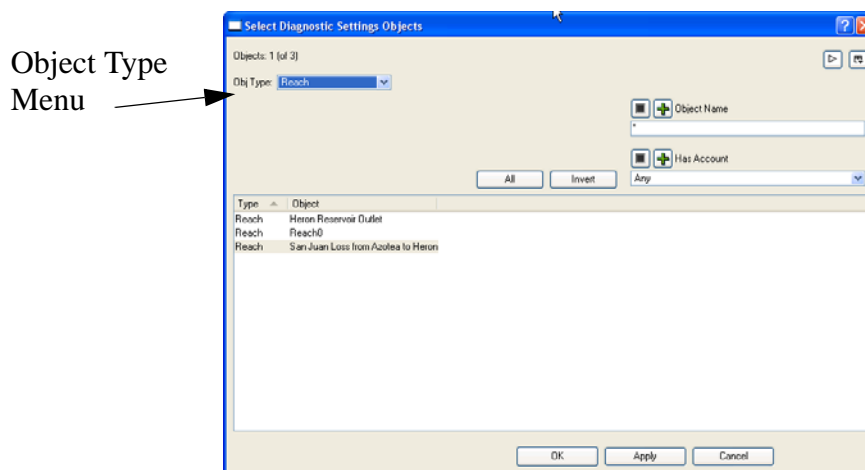 Object Type
Menu
Select Diagnostic Settings Objects
Objects: 1 (of 3)
Obj Type: Reach
Object Name
*
Has Account
All Invert Any
Type Object
Reach Heron Reservoir Outlet
Reach Reach0
Reach San Juan Loss from Azotea to Heron
OK Apply Cancel